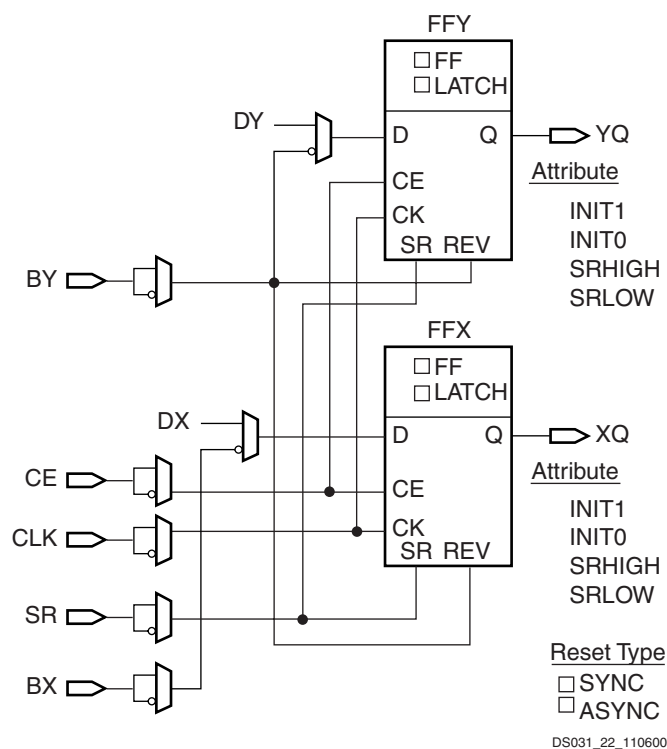 FFY
FF
LATCH
DY
D
Q
YQ
CE
CK
SR REV
Attribute
INIT1
INIT0
SRHIGH
SRLOW
BY
FFX
FF
LATCH
DX
D
Q
XQ
CE
CE
CLK
CK
SR REV
Attribute
INIT1
INIT0
SRHIGH
SRLOW
SR
BX
Reset Type
SYNC
ASYNC
DS031_22_110600